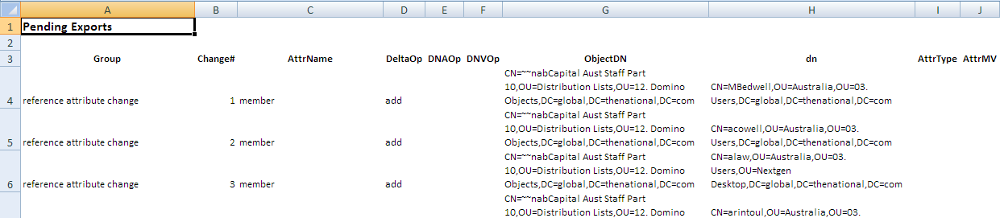 A B C D E F G H I J
1 Pending Exports
2
3 Group Change# AttrName DeltaOp DNAOp DNVOp ObjectDN dn AttrType AttrMV
CN=~~nabCapital Aust Staff Part
10,OU=Distribution Lists,OU=12. Domino CN=MBedwell,OU=Australia,OU=03.
4 reference attribute change 1 member add Objects,DC=global,DC=thenational,DC=com Users,DC=global,DC=thenational,DC=com
CN=~~nabCapital Aust Staff Part
10,OU=Distribution Lists,OU=12. Domino CN=acowell,OU=Australia,OU=03.
5 reference attribute change 2 member add Objects,DC=global,DC=thenational,DC=com Users,DC=global,DC=thenational,DC=com
CN=~~nabCapital Aust Staff Part CN=alaw,OU=Australia,OU=03.
10,OU=Distribution Lists,OU=12. Domino Users,OU=Nextgen
6 reference attribute change 3 member add Objects,DC=global,DC=thenational,DC=com Desktop,DC=global,DC=thenational,DC=com
CN=~~nabCapital Aust Staff Part
10,OU=Distribution Lists,OU=12. Domino CN=arintoul,OU=Australia,OU=03.